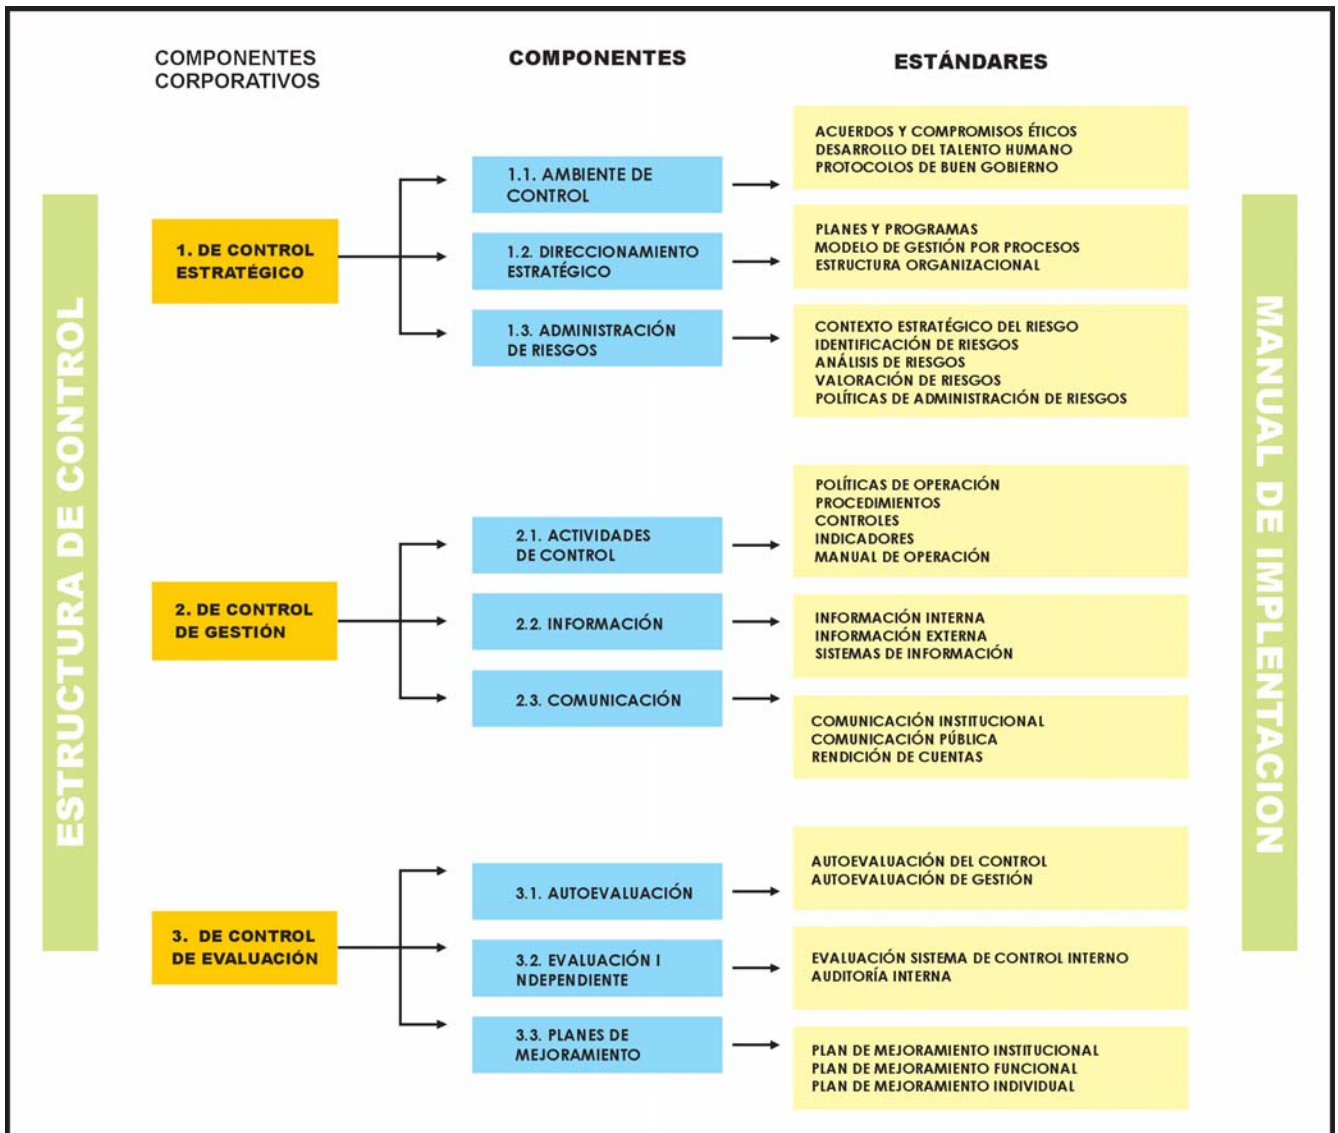 COMPONENTES
CORPORATIVOS
COMPONENTES
ESTÁNDARES
ESTRUCTURA DE CONTROL
1. DE CONTROL
ESTRATÉGICO
1.1. AMBIENTE DE
CONTROL
ACUERDOS Y COMPROMISOS ÉTICOS
DESARROLLO DEL TALENTO HUMANO
PROTOCOLOS DE BUEN GOBIERNO
1.2. DIRECCIONAMIENTO
ESTRATÉGICO
PLANES Y PROGRAMAS
MODELO DE GESTIÓN POR PROCESOS
ESTRUCTURA ORGANIZACIONAL
1.3. ADMINISTRACIÓN
DE RIESGOS
CONTEXTO ESTRATÉGICO DEL RIESGO
IDENTIFICACIÓN DE RIESGOS
ANÁLISIS DE RIESGOS
VALORACIÓN DE RIESGOS
POLÍTICAS DE ADMINISTRACIÓN DE RIESGOS
2. DE CONTROL
DE GESTIÓN
2.1. ACTIVIDADES
DE CONTROL
POLÍTICAS DE OPERACIÓN
PROCEDIMIENTOS
CONTROLES
INDICADORES
MANUAL DE OPERACIÓN
2.2. INFORMACIÓN
INFORMACIÓN INTERNA
INFORMACIÓN EXTERNA
SISTEMAS DE INFORMACIÓN
2.3. COMUNICACIÓN
COMUNICACIÓN INSTITUCIONAL
COMUNICACIÓN PÚBLICA
RENDICIÓN DE CUENTAS
3. DE CONTROL
DE EVALUACIÓN
3.1. AUTOEVALUACIÓN
AUTOEVALUACIÓN DEL CONTROL
AUTOEVALUACIÓN DE GESTIÓN
3.2. EVALUACIÓN I
NDEPENDIENTE
EVALUACIÓN SISTEMA DE CONTROL INTERNO
AUDITORÍA INTERNA
3.3. PLANES DE
MEJORAMIENTO
PLAN DE MEJORAMIENTO INSTITUCIONAL
PLAN DE MEJORAMIENTO FUNCIONAL
PLAN DE MEJORAMIENTO INDIVIDUAL
MANUAL DE IMPLENTACION